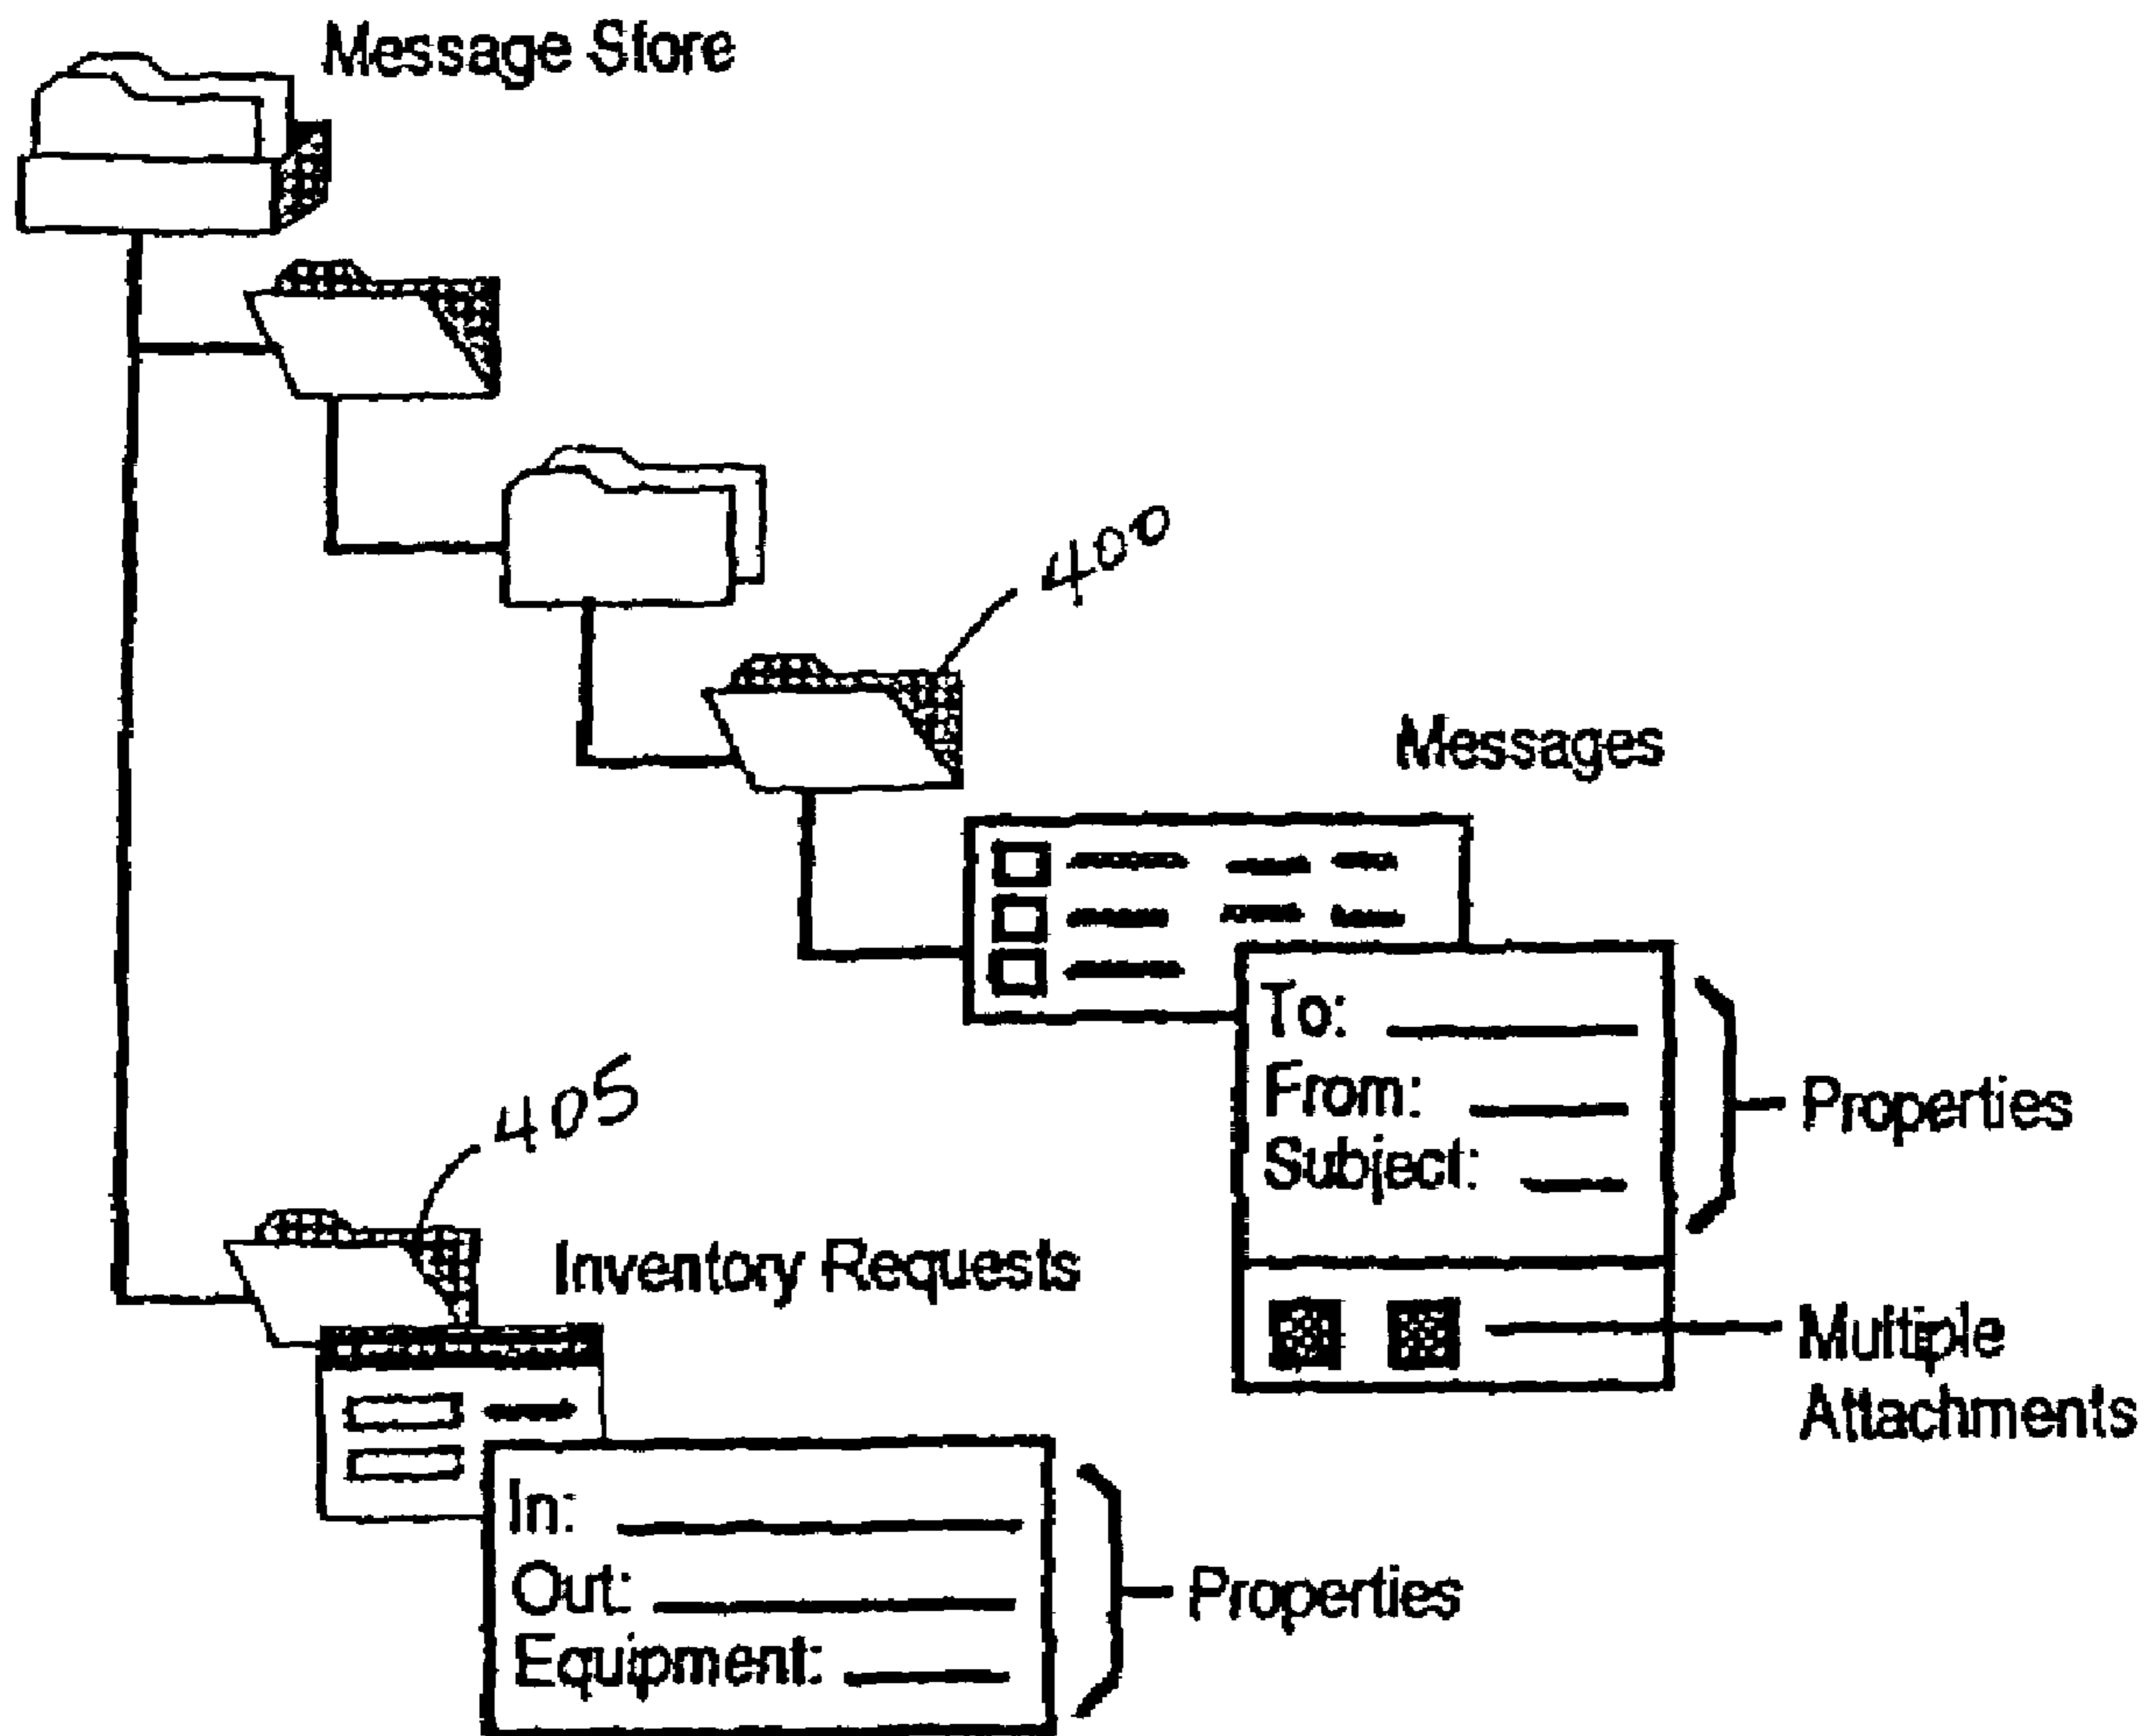 Message Store
400
Messages
To:
From:
Subject:
Properties
Multiple
Attachments
405
Inventory Requests
In:
Out:
Equipment:
Properties